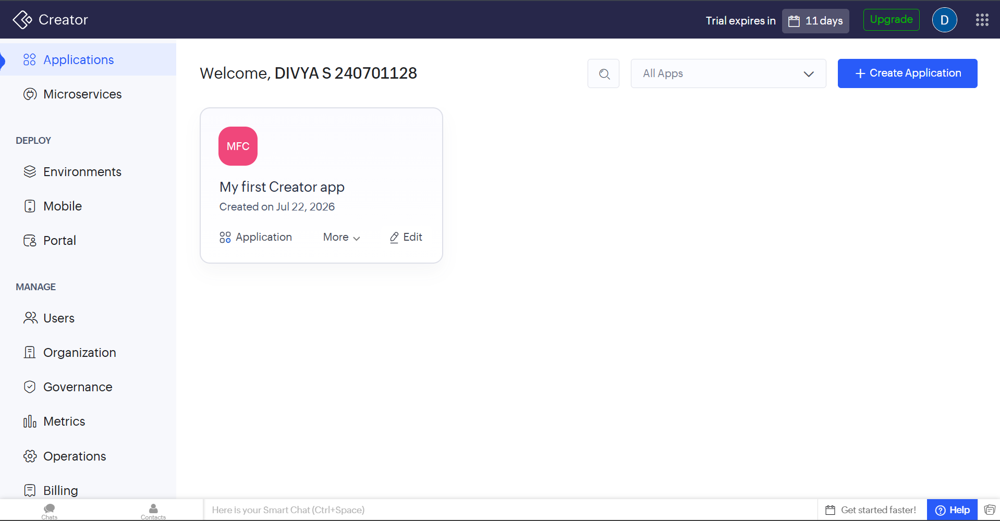 Creator
Trial expires in 11 days Upgrade D
Applications
Microservices
DEPLOY
Environments
Mobile
Portal
MANAGE
Users
Organization
Governance
Metrics
Operations
Billing
Welcome, DIVYA S 240701128
All Apps
+ Create Application
MFC
My first Creator app
Created on Jul 22, 2026
Application More Edit
Chats Contacts
Here is your Smart Chat (Ctrl+Space)
Get started faster! ? Help